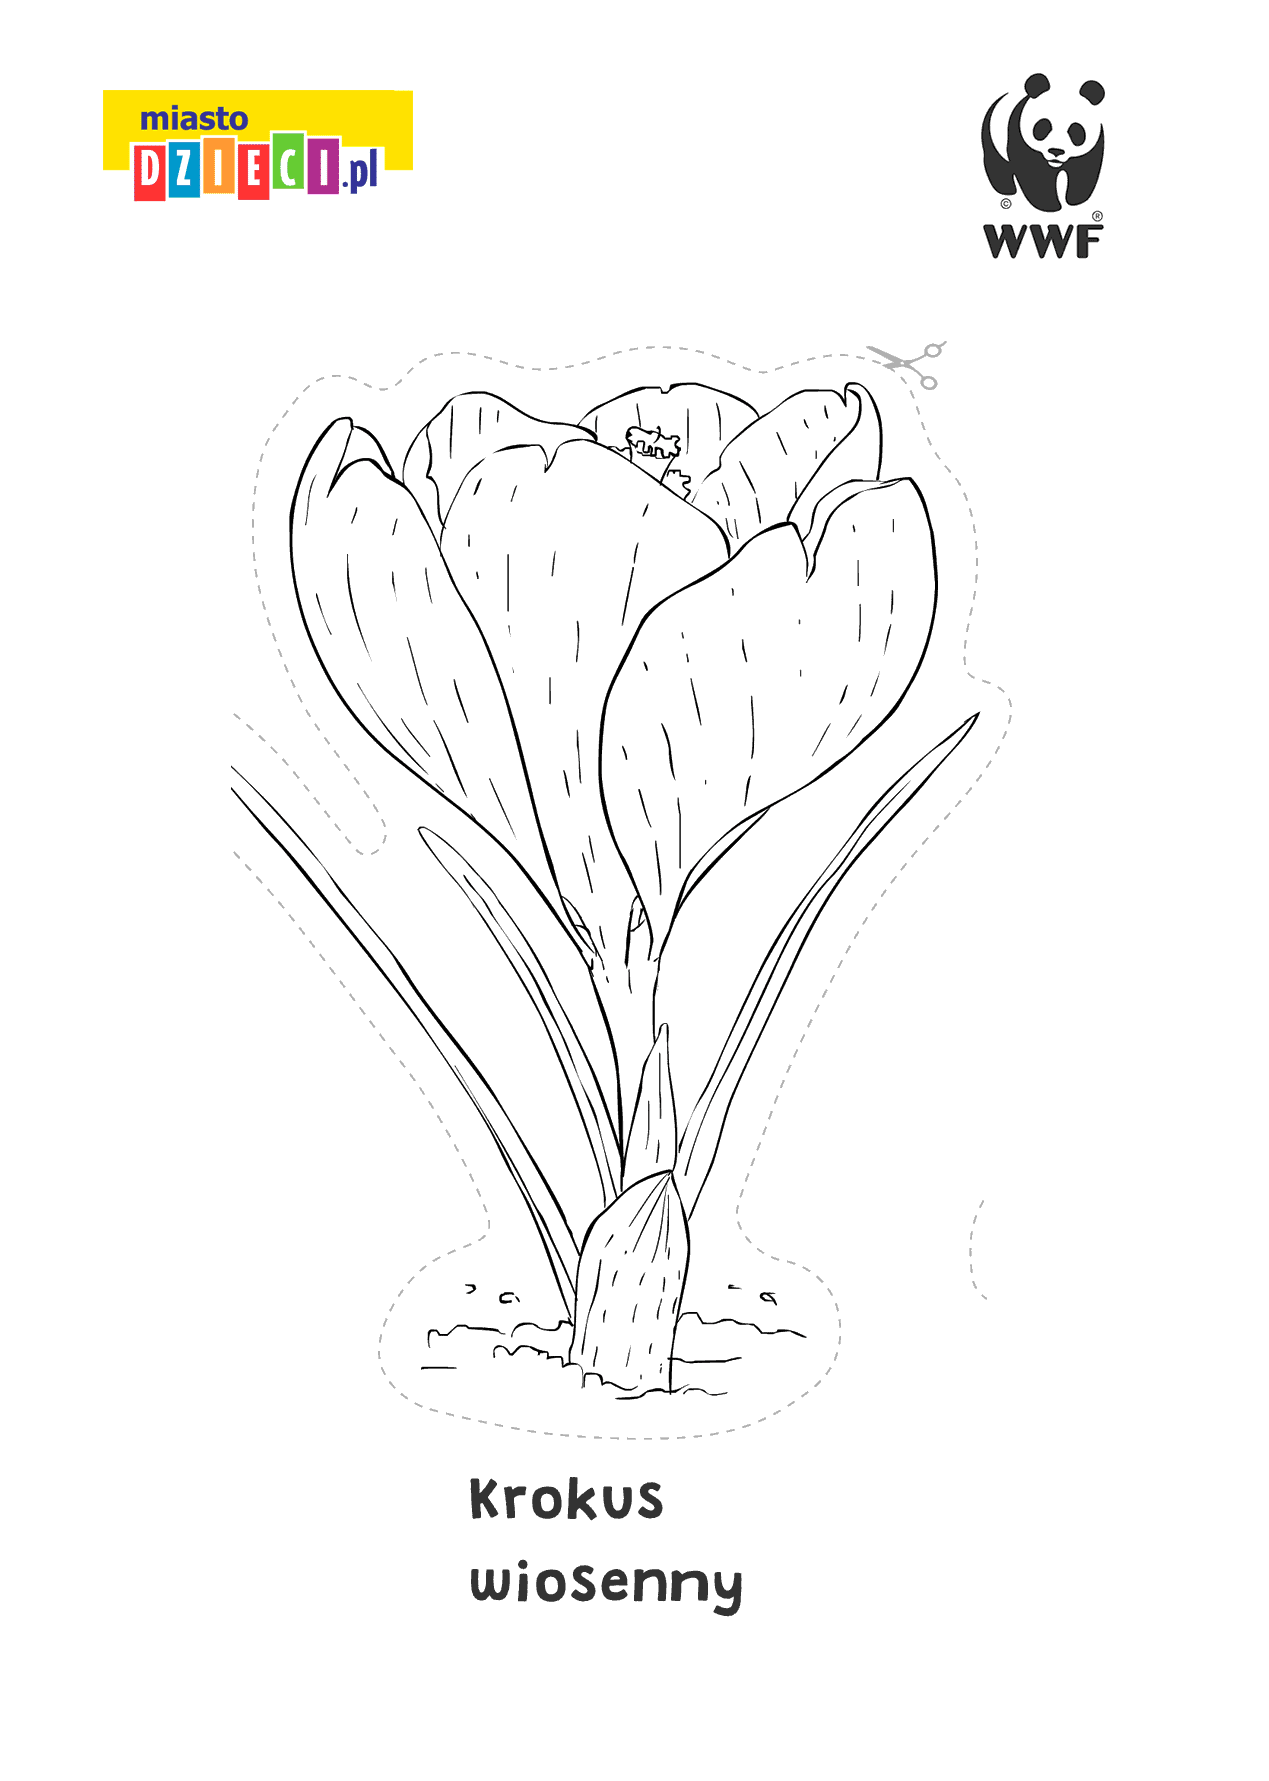 miasto
DZIECI.pl
©
®
WWF
Krokus
wiosenny